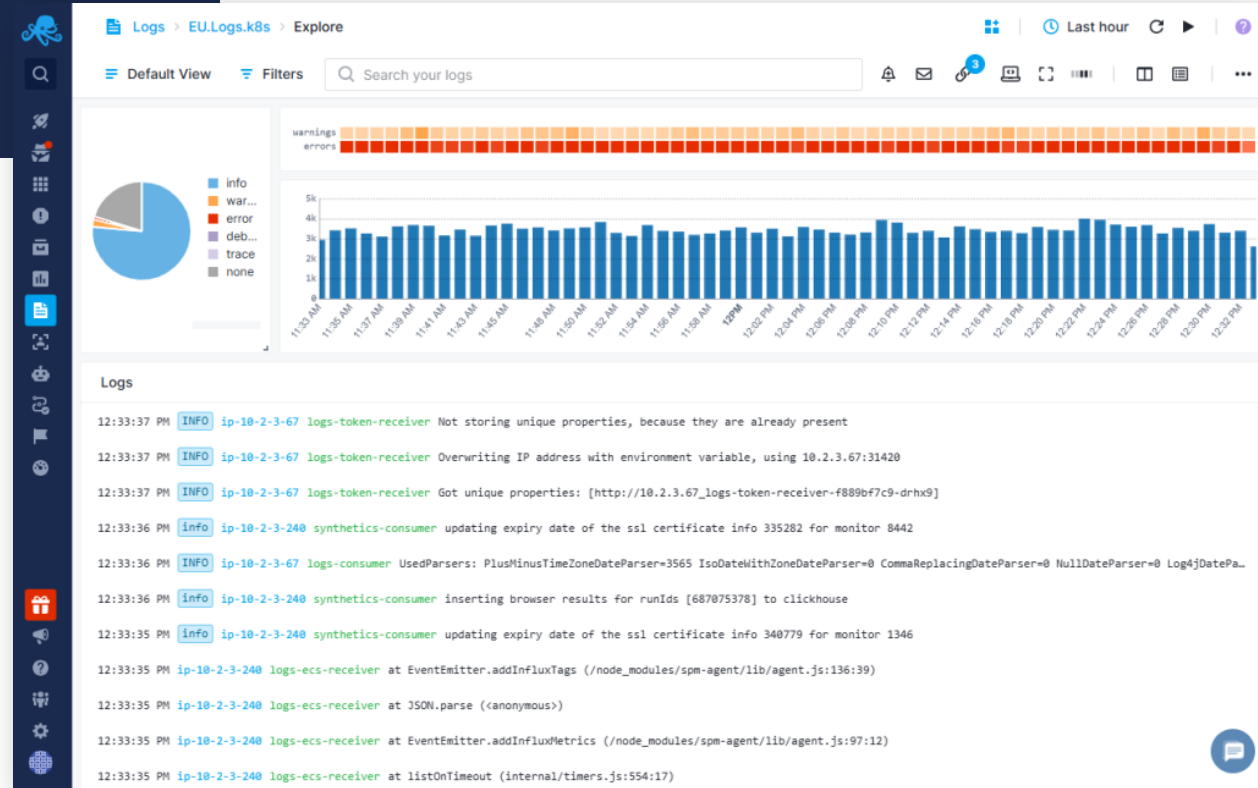 Logs > EU.Logs.k8s > Explore
Last hour
Default View
Filters
Search your logs
3
warnings
errors
info
war...
error
deb...
trace
none
5k
4k
3k
2k
1k
0
11:33 AM 11:35 AM 11:37 AM 11:39 AM 11:41 AM 11:43 AM 11:45 AM 11:48 AM 11:50 AM 11:52 AM 11:54 AM 11:56 AM 11:58 AM 12PM 12:02 PM 12:04 PM 12:06 PM 12:08 PM 12:10 PM 12:12 PM 12:14 PM 12:16 PM 12:18 PM 12:20 PM 12:22 PM 12:24 PM 12:26 PM 12:28 PM 12:30 PM 12:32 PM
Logs
12:33:37 PM INFO ip-10-2-3-67 logs-token-receiver Not storing unique properties, because they are already present
12:33:37 PM INFO ip-10-2-3-67 logs-token-receiver Overwriting IP address with environment variable, using 10.2.3.67:31420
12:33:37 PM INFO ip-10-2-3-67 logs-token-receiver Got unique properties: [http://10.2.3.67_logs-token-receiver-f889bf7c9-drhx9]
12:33:36 PM info ip-10-2-3-240 synthetics-consumer updating expiry date of the ssl certificate info 335282 for monitor 8442
12:33:36 PM INFO ip-10-2-3-67 logs-consumer UsedParsers: PlusMinusTimeZoneDateParser=3565 IsoDateWithZoneDateParser=0 CommaReplacingDateParser=0 NullDateParser=0 Log4jDatePa…
12:33:36 PM info ip-10-2-3-240 synthetics-consumer inserting browser results for runIds [687075378] to clickhouse
12:33:35 PM info ip-10-2-3-240 synthetics-consumer updating expiry date of the ssl certificate info 340779 for monitor 1346
12:33:35 PM ip-10-2-3-240 logs-ecs-receiver at EventEmitter.addInfluxTags (/node_modules/spm-agent/lib/agent.js:136:39)
12:33:35 PM ip-10-2-3-240 logs-ecs-receiver at JSON.parse (<anonymous>)
12:33:35 PM ip-10-2-3-240 logs-ecs-receiver at EventEmitter.addInfluxMetrics (/node_modules/spm-agent/lib/agent.js:97:12)
12:33:35 PM ip-10-2-3-240 logs-ecs-receiver at listOnTimeout (internal/timers.js:554:17)